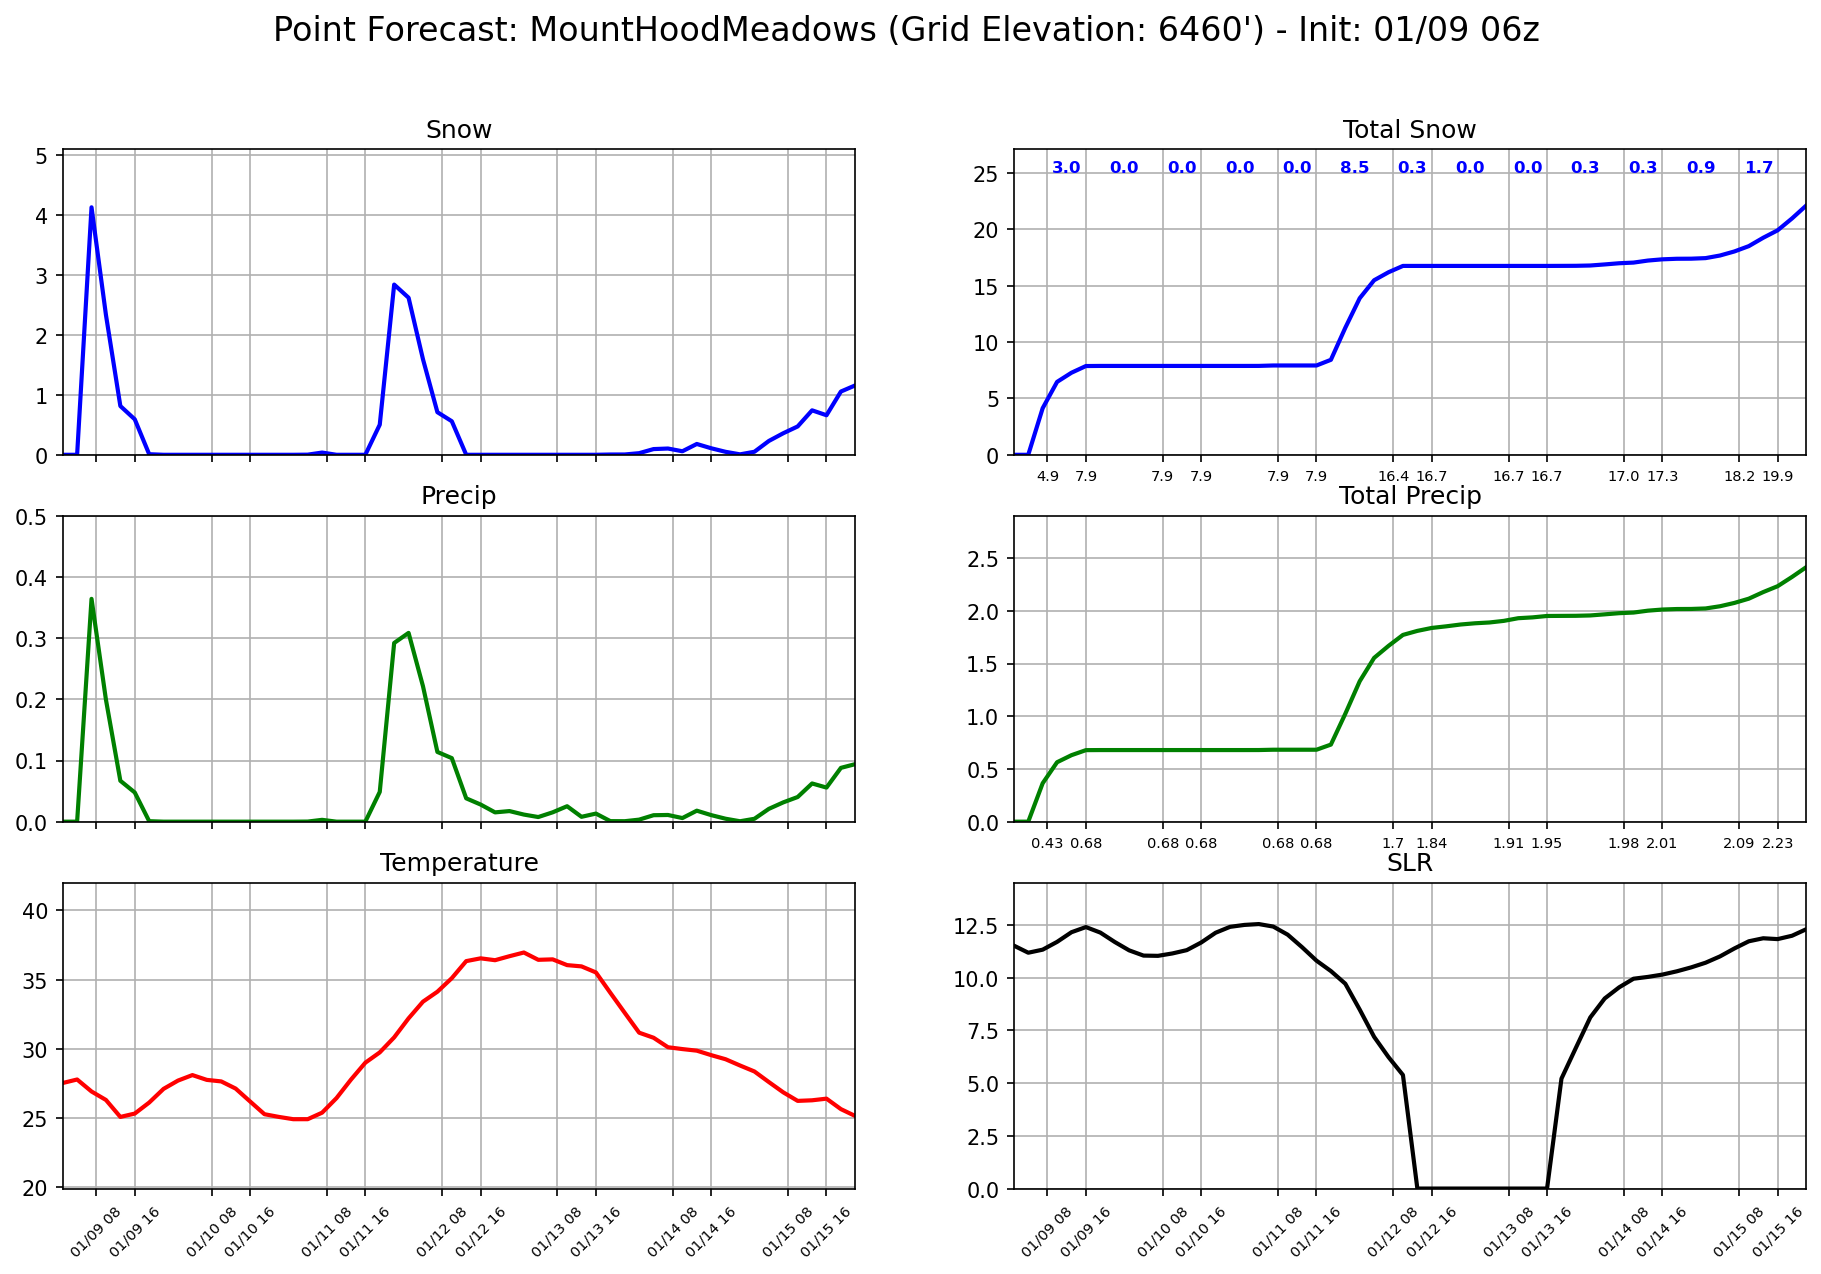 Point Forecast: MountHoodMeadows (Grid Elevation: 6460') - Init: 01/09 06z
Snow
5
4
3
2
1
0
Total Snow
3.0 0.0 0.0 0.0 0.0 8.5 0.3 0.0 0.0 0.3 0.3 0.9 1.7
25
20
15
10
5
0
4.9 7.9 7.9 7.9 7.9 7.9 16.4 16.7 16.7 16.7 17.0 17.3 18.2 19.9
Precip
0.5
0.4
0.3
0.2
0.1
0.0
Total Precip
2.5
2.0
1.5
1.0
0.5
0.0
0.43 0.68 0.68 0.68 0.68 0.68 1.7 1.84 1.91 1.95 1.98 2.01 2.09 2.23
Temperature
40
35
30
25
20
01/09 08 01/09 16 01/10 08 01/10 16 01/11 08 01/11 16 01/12 08 01/12 16 01/13 08 01/13 16 01/14 08 01/14 16 01/15 08 01/15 16
SLR
12.5
10.0
7.5
5.0
2.5
0.0
01/09 08 01/09 16 01/10 08 01/10 16 01/11 08 01/11 16 01/12 08 01/12 16 01/13 08 01/13 16 01/14 08 01/14 16 01/15 08 01/15 16